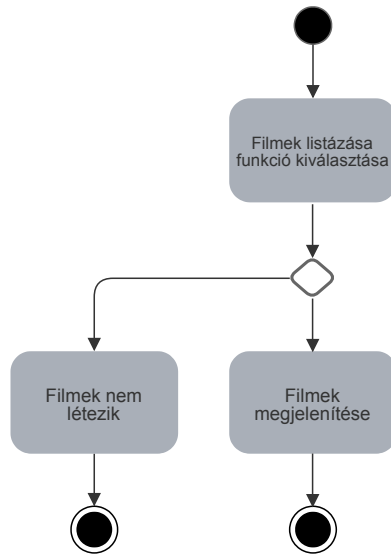 Filmek listázása
funkció kiválasztása
Filmek nem
létezik
Filmek
megjelenítése